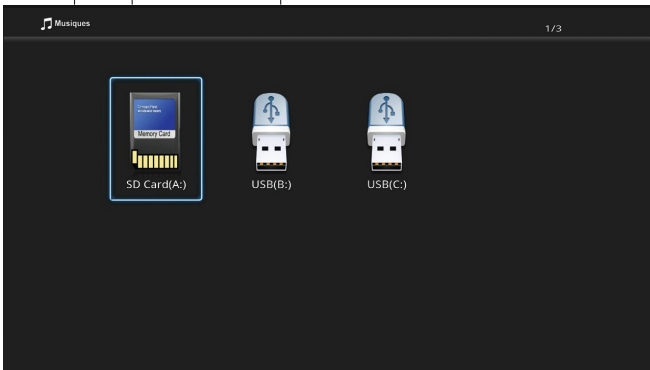 Musiques
1/3
Memory Card
SD Card(A:)
USB(B:)
USB(C:)